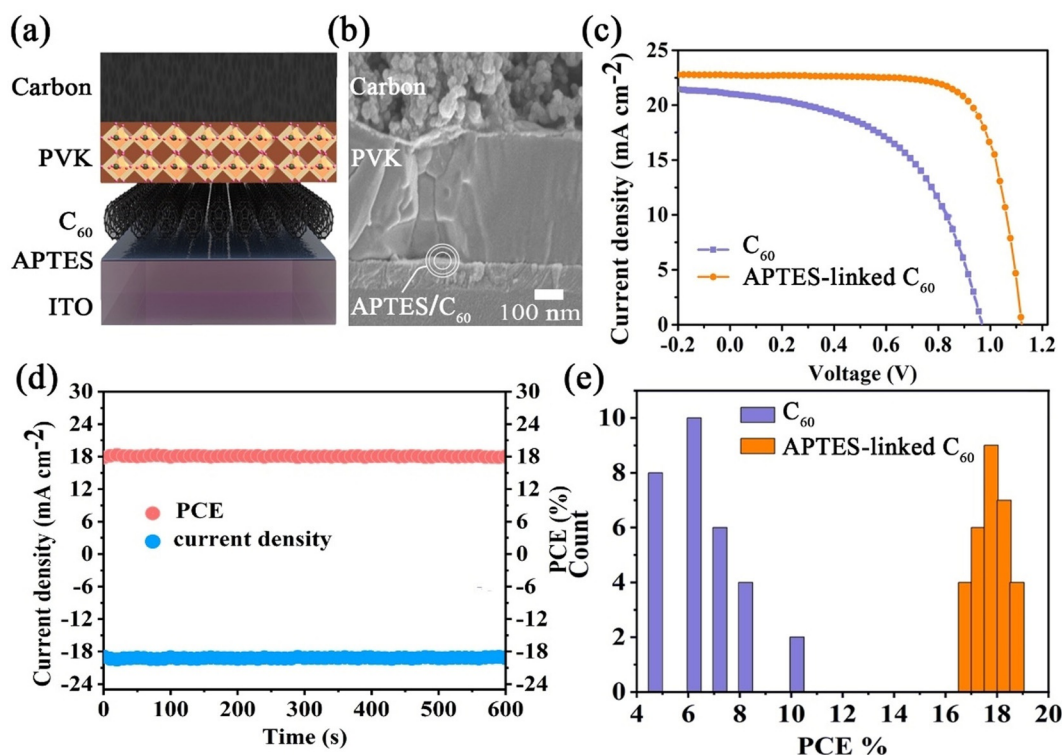 (a)
Carbon
PVK
C₆₀
APTES
ITO
(b)
Carbon
PVK
APTES/C₆₀
100 nm
(c)
Current density (mA cm⁻²)
25
20
15
10
5
0
C₆₀
APTES-linked C₆₀
-0.2 0.0 0.2 0.4 0.6 0.8 1.0 1.2
Voltage (V)
(d)
Current density (mA cm⁻²)
30
24
18
12
6
0
-6
-12
-18
-24
PCE
current density
30
24
18
12
6
0
-6
-12
-18
-24
PCE (%)
0 100 200 300 400 500 600
Time (s)
(e)
Count
10
8
6
4
2
0
C₆₀
APTES-linked C₆₀
4 6 8 10 12 14 16 18 20
PCE %